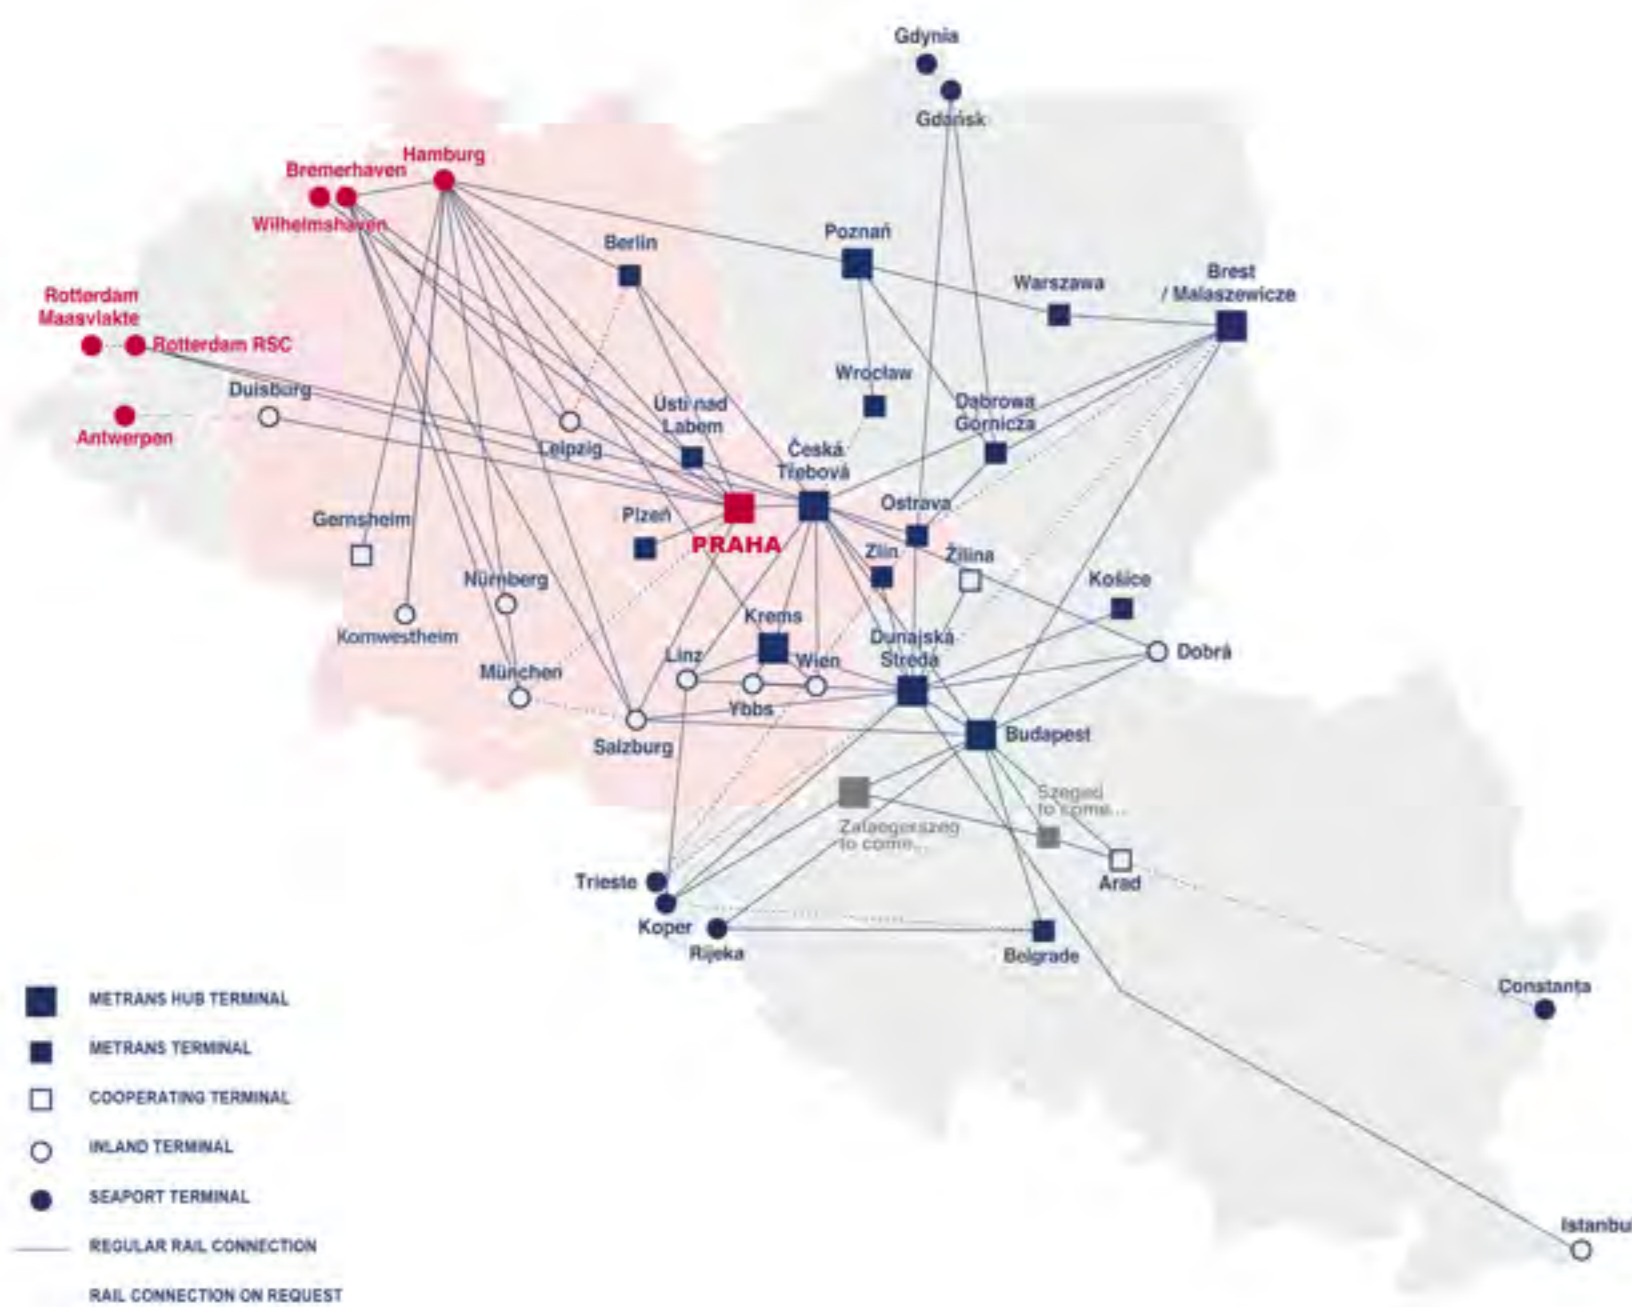 Gdynia
Gdańsk
Hamburg
Bremerhaven
Wilhelmshaven
Berlin
Poznań
Warszawa
Brest
/ Malaszewicze
Rotterdam
Maasvlakte
Rotterdam RSC
Duisburg
Antwerpen
Wrocław
Leipzig
Ústí nad
Labem
Dąbrowa
Górnicza
Česká
Třebová
Ostrava
Gernsheim
Plzeň
PRAHA
Zlín
Žilina
Košice
Nürnberg
Kornwestheim
Krems
Dunajská
Streda
Dobrá
Linz
Wien
München
Ybbs
Salzburg
Budapest
Szeged
to come...
Zalaegerszeg
to come...
Arad
Trieste
Koper
Rijeka
Belgrade
Constanța
Istanbul
METRANS HUB TERMINAL
METRANS TERMINAL
COOPERATING TERMINAL
INLAND TERMINAL
SEAPORT TERMINAL
REGULAR RAIL CONNECTION
RAIL CONNECTION ON REQUEST